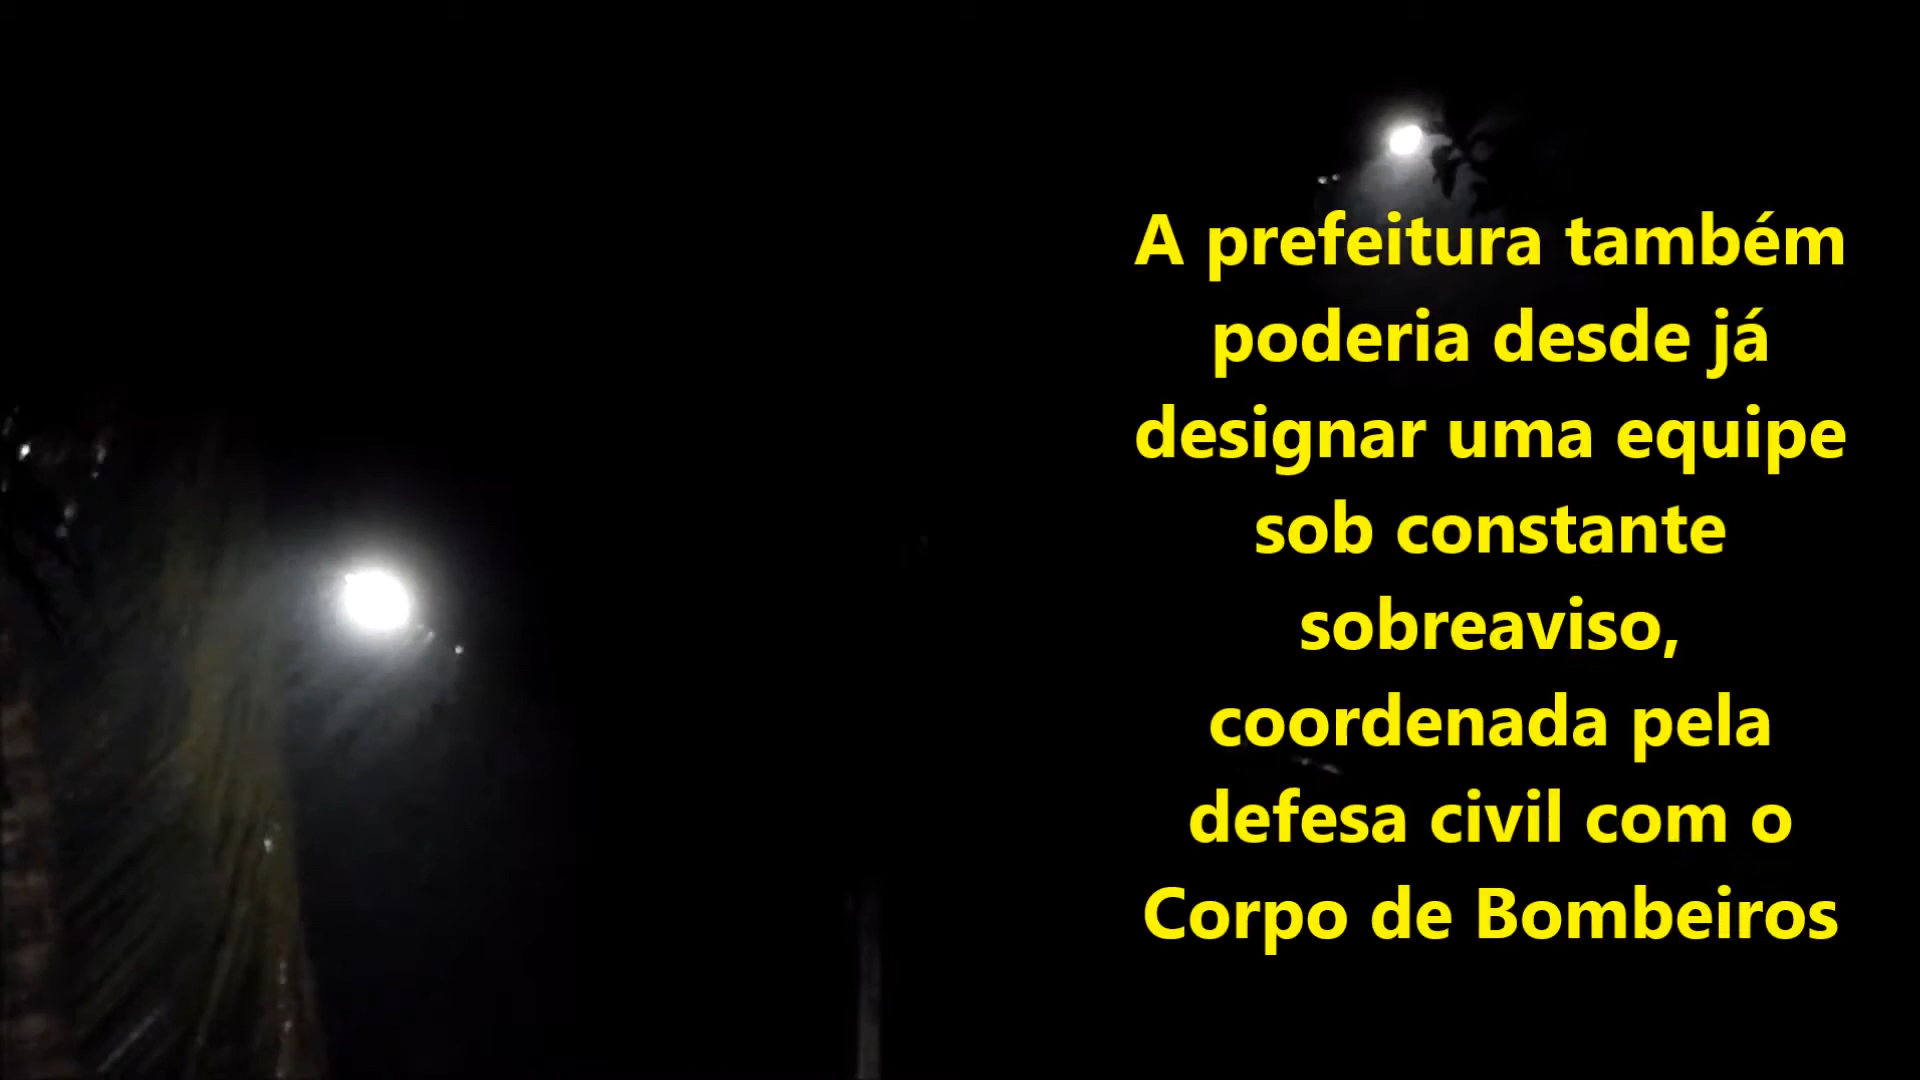 A prefeitura também
poderia desde já
designar uma equipe
sob constante
sobreaviso,
coordenada pela
defesa civil com o
Corpo de Bombeiros